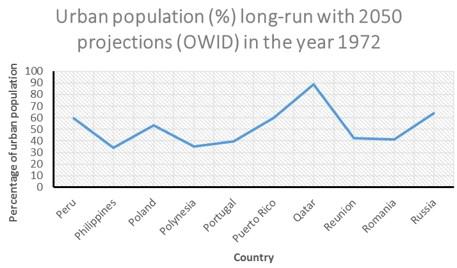 Urban population (%) long-run with 2050
projections (OWID) in the year 1972
Percentage of urban population
100
90
80
70
60
50
40
30
20
10
0
Peru
Philippines
Poland
Polynesia
Portugal
Puerto Rico
Qatar
Reunion
Romania
Russia
Country